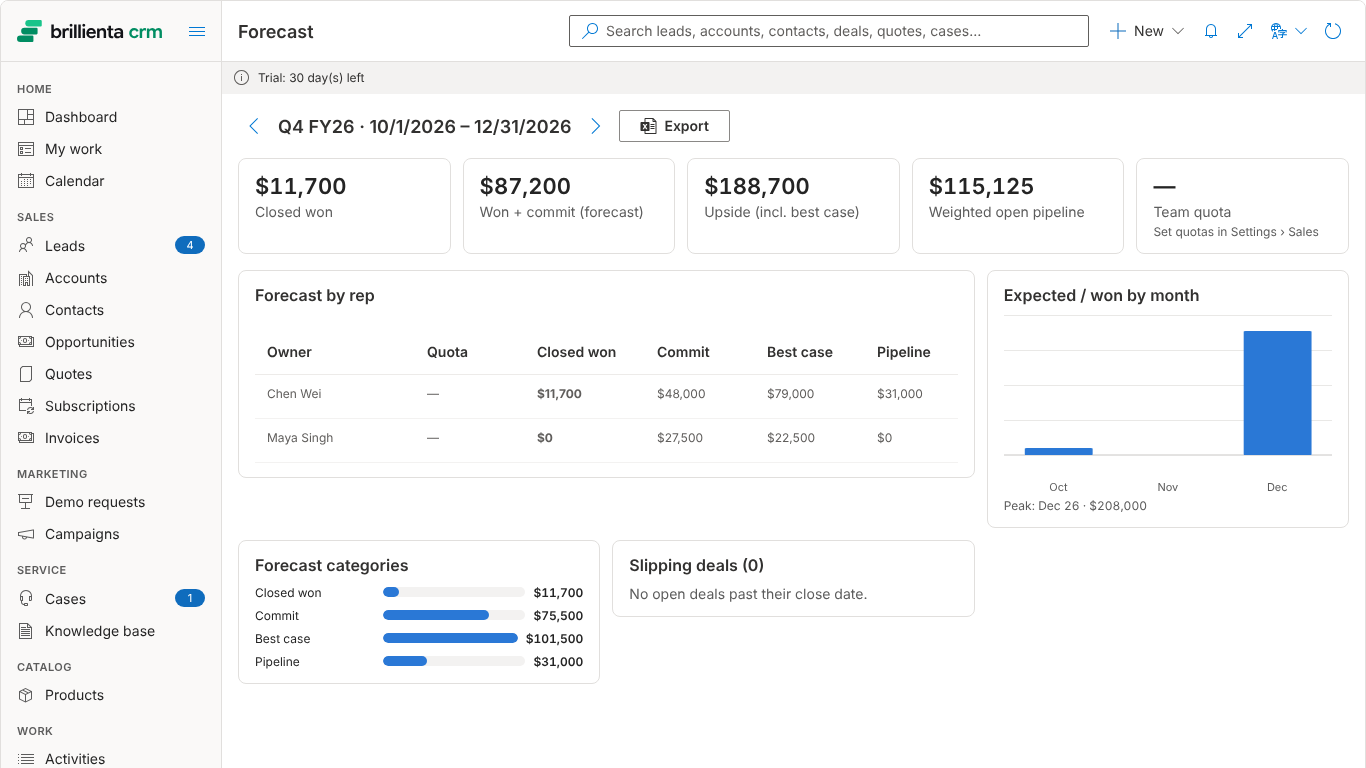 brillienta crm
Forecast
Search leads, accounts, contacts, deals, quotes, cases...
New
Trial: 30 day(s) left
HOME
Dashboard
My work
Calendar
SALES
Leads 4
Accounts
Contacts
Opportunities
Quotes
Subscriptions
Invoices
MARKETING
Demo requests
Campaigns
SERVICE
Cases 1
Knowledge base
CATALOG
Products
WORK
Activities
Q4 FY26 · 10/1/2026 – 12/31/2026
Export
$11,700
Closed won
$87,200
Won + commit (forecast)
$188,700
Upside (incl. best case)
$115,125
Weighted open pipeline
—
Team quota
Set quotas in Settings › Sales
Forecast by rep
Owner Quota Closed won Commit Best case Pipeline
Chen Wei — $11,700 $48,000 $79,000 $31,000
Maya Singh — $0 $27,500 $22,500 $0
Expected / won by month
Oct Nov Dec
Peak: Dec 26 · $208,000
Forecast categories
Closed won $11,700
Commit $75,500
Best case $101,500
Pipeline $31,000
Slipping deals (0)
No open deals past their close date.